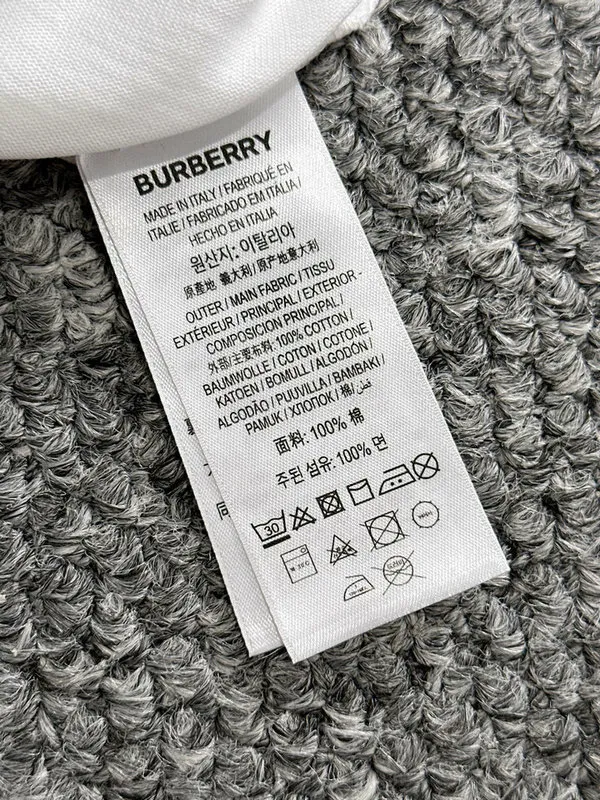 BURBERRY
MADE IN ITALY / FABRIQUÉ EN
ITALIE / FABRICADO EM ITALIA /
HECHO EN ITALIA
원산지: 이탈리아
原產地 義大利 / 原产地意大利
OUTER / MAIN FABRIC / TISSU
EXTÉRIEUR / PRINCIPAL / EXTERIOR -
COMPOSICION PRINCIPAL /
外部/主要布料: 100% COTTON /
BAUMWOLLE / COTON / COTONE /
KATOEN / BOMULL / ALGODÓN /
ALGODÃO / PUUVILLA / BAMBAKI /
PAMUK / ХЛОПОК / 棉 / قطن
面料: 100% 棉
주된 섬유: 100% 면
30